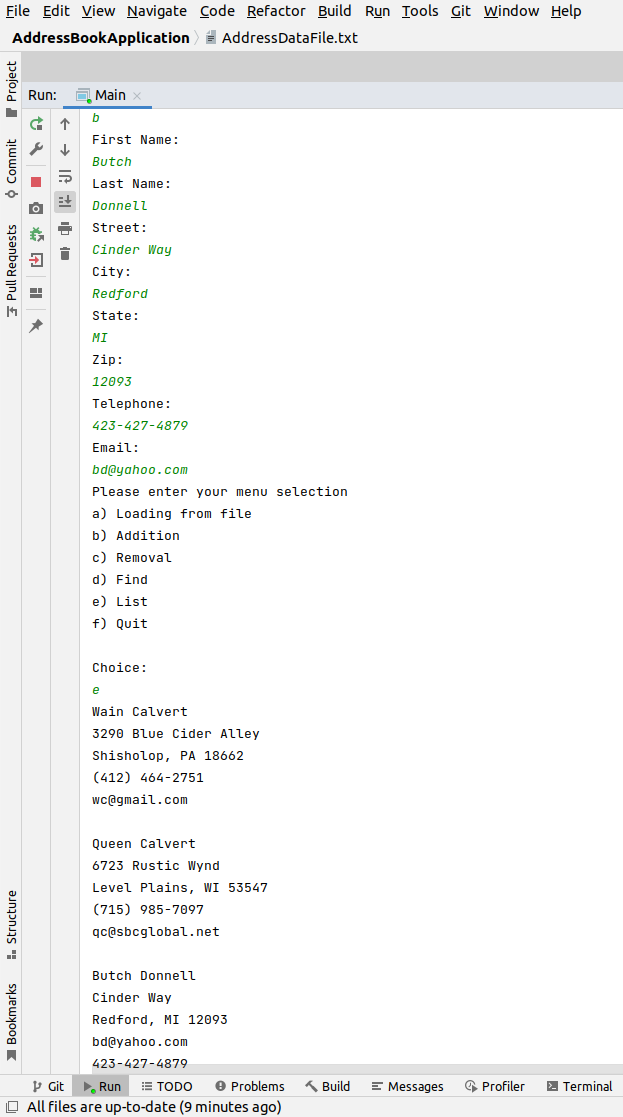 File Edit View Navigate Code Refactor Build Run Tools Git Window Help
AddressBookApplication AddressDataFile.txt
Project
Commit
Pull Requests
Structure
Bookmarks
Run: Main
b
First Name:
Butch
Last Name:
Donnell
Street:
Cinder Way
City:
Redford
State:
MI
Zip:
12093
Telephone:
423-427-4879
Email:
bd@yahoo.com
Please enter your menu selection
a) Loading from file
b) Addition
c) Removal
d) Find
e) List
f) Quit
Choice:
e
Wain Calvert
3290 Blue Cider Alley
Shisholop, PA 18662
(412) 464-2751
wc@gmail.com
Queen Calvert
6723 Rustic Wynd
Level Plains, WI 53547
(715) 985-7097
qc@sbcglobal.net
Butch Donnell
Cinder Way
Redford, MI 12093
bd@yahoo.com
423-427-4879
Git Run TODO Problems Build Messages Profiler Terminal
All files are up-to-date (9 minutes ago)